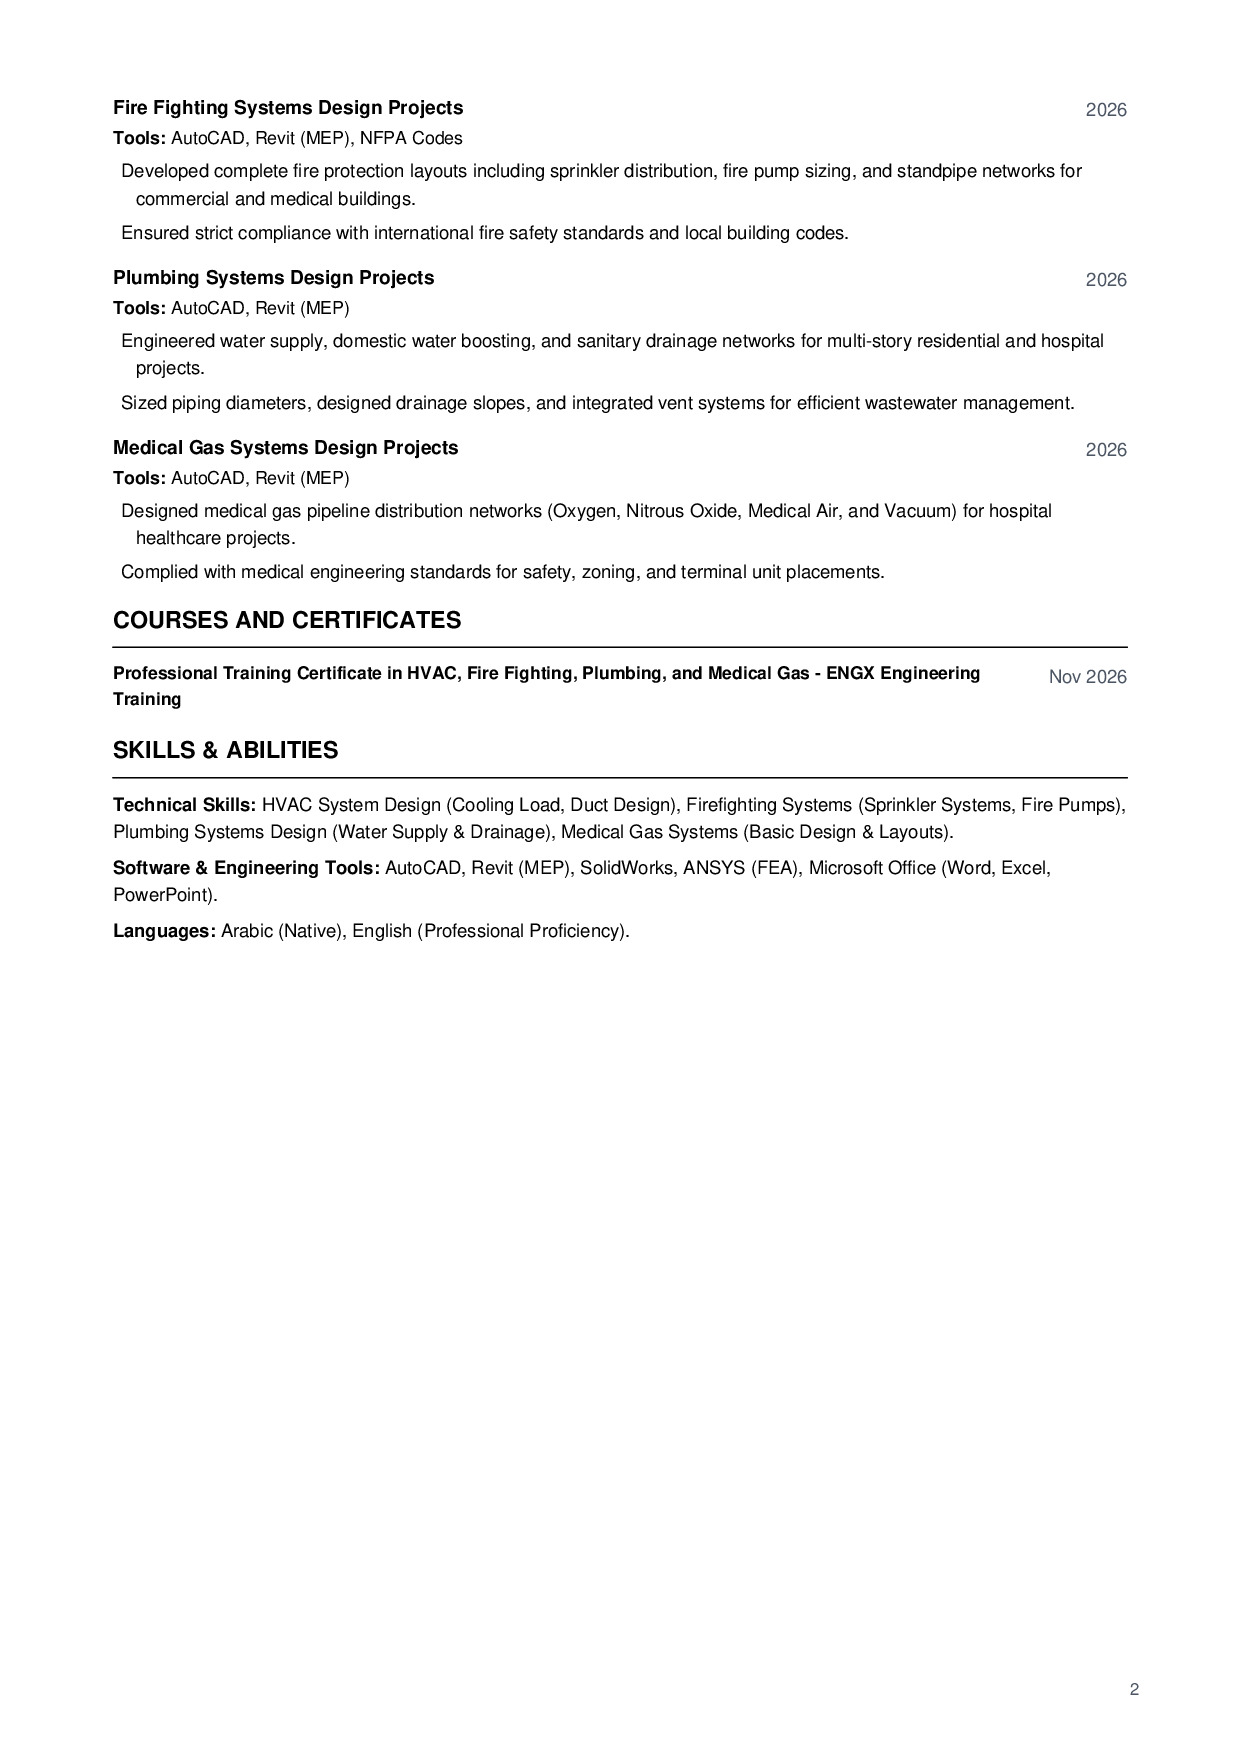 Fire Fighting Systems Design Projects 2026
Tools: AutoCAD, Revit (MEP), NFPA Codes
Developed complete fire protection layouts including sprinkler distribution, fire pump sizing, and standpipe networks for
commercial and medical buildings.
Ensured strict compliance with international fire safety standards and local building codes.
Plumbing Systems Design Projects 2026
Tools: AutoCAD, Revit (MEP)
Engineered water supply, domestic water boosting, and sanitary drainage networks for multi-story residential and hospital
projects.
Sized piping diameters, designed drainage slopes, and integrated vent systems for efficient wastewater management.
Medical Gas Systems Design Projects 2026
Tools: AutoCAD, Revit (MEP)
Designed medical gas pipeline distribution networks (Oxygen, Nitrous Oxide, Medical Air, and Vacuum) for hospital
healthcare projects.
Complied with medical engineering standards for safety, zoning, and terminal unit placements.
COURSES AND CERTIFICATES
Professional Training Certificate in HVAC, Fire Fighting, Plumbing, and Medical Gas - ENGX Engineering Nov 2026
Training
SKILLS & ABILITIES
Technical Skills: HVAC System Design (Cooling Load, Duct Design), Firefighting Systems (Sprinkler Systems, Fire Pumps),
Plumbing Systems Design (Water Supply & Drainage), Medical Gas Systems (Basic Design & Layouts).
Software & Engineering Tools: AutoCAD, Revit (MEP), SolidWorks, ANSYS (FEA), Microsoft Office (Word, Excel,
PowerPoint).
Languages: Arabic (Native), English (Professional Proficiency).
2